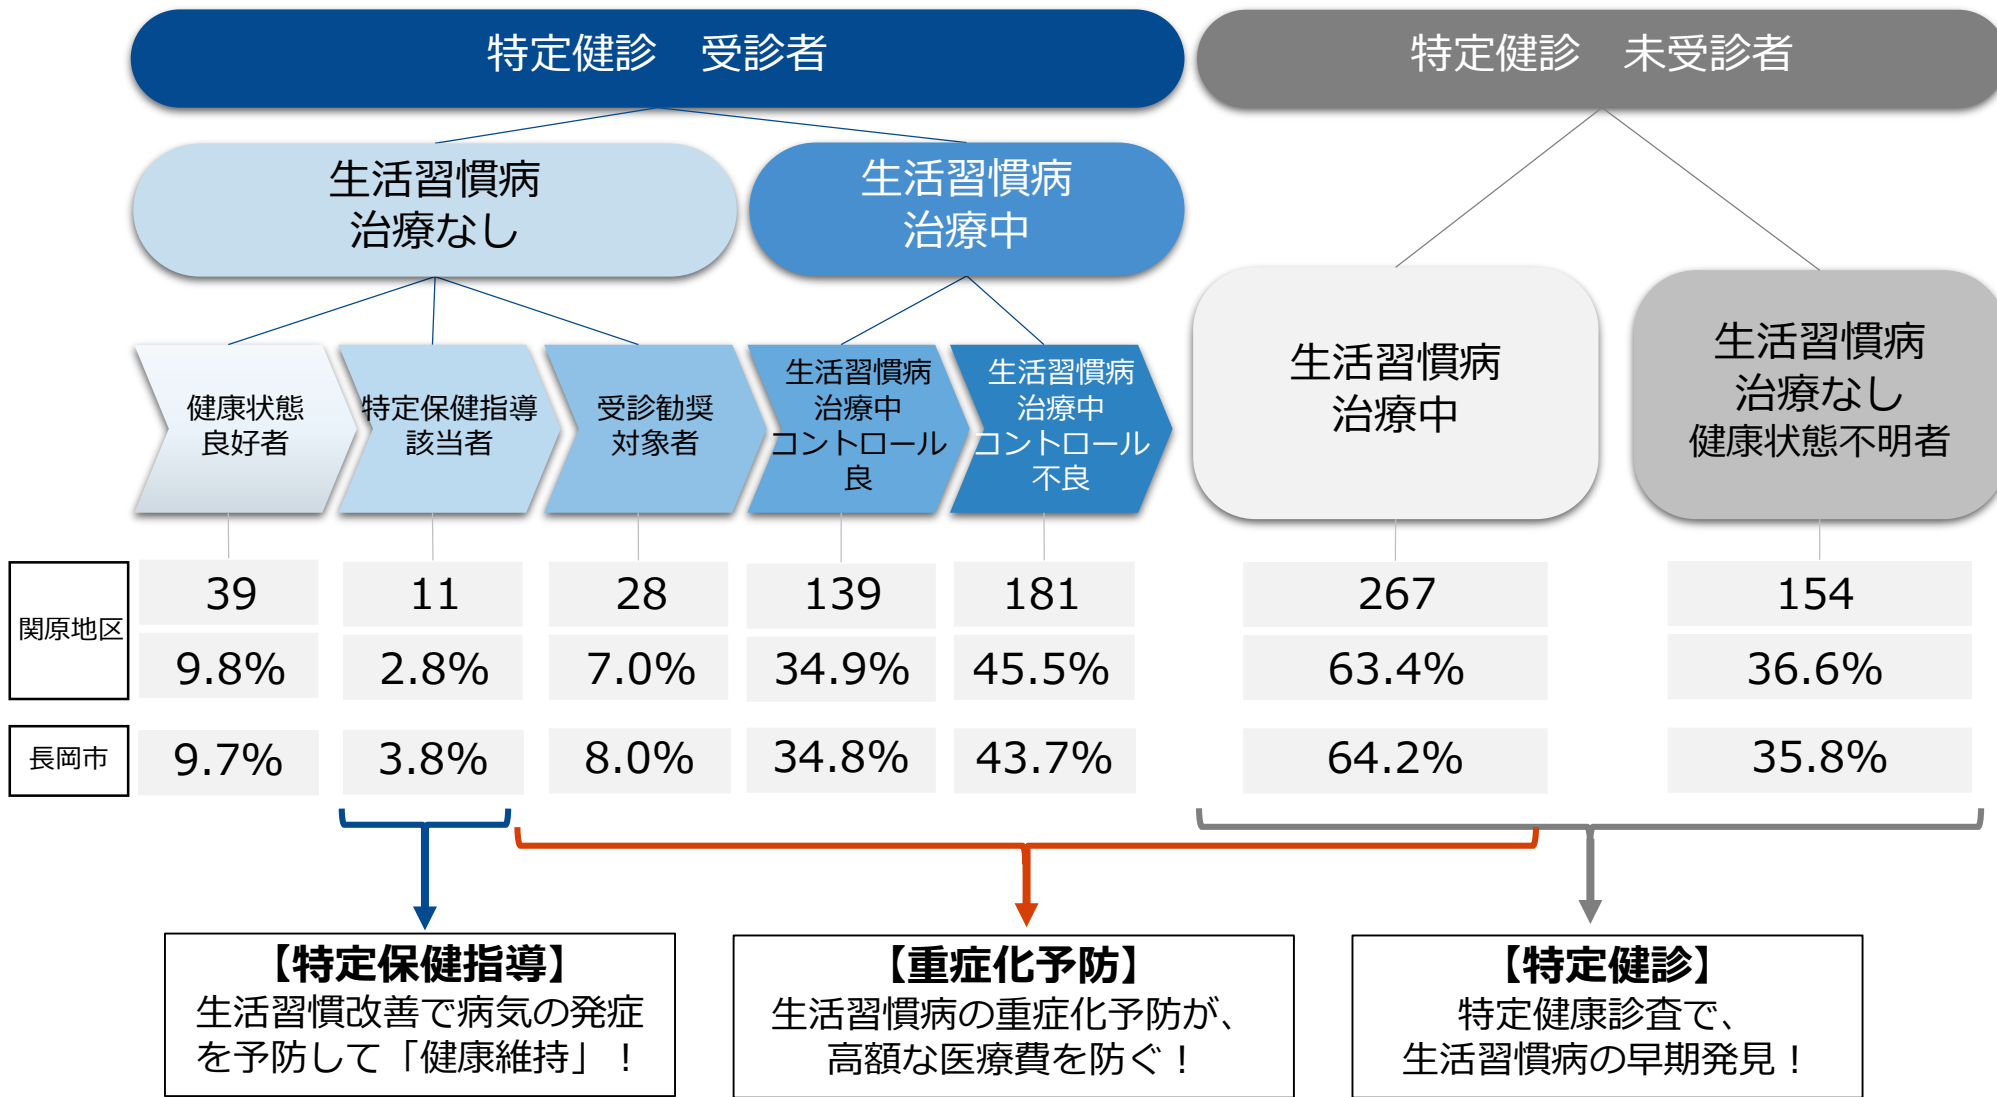 特定健診　受診者
特定健診　未受診者
生活習慣病
治療なし
生活習慣病
治療中
健康状態
良好者
特定保健指導
該当者
受診勧奨
対象者
生活習慣病
治療中
コントロール
良
生活習慣病
治療中
コントロール
不良
生活習慣病
治療中
生活習慣病
治療なし
健康状態不明者
関原地区
39
11
28
139
181
267
154
9.8%
2.8%
7.0%
34.9%
45.5%
63.4%
36.6%
長岡市
9.7%
3.8%
8.0%
34.8%
43.7%
64.2%
35.8%
【特定保健指導】
生活習慣改善で病気の発症
を予防して「健康維持」！
【重症化予防】
生活習慣病の重症化予防が、
高額な医療費を防ぐ！
【特定健診】
特定健康診査で、
生活習慣病の早期発見！